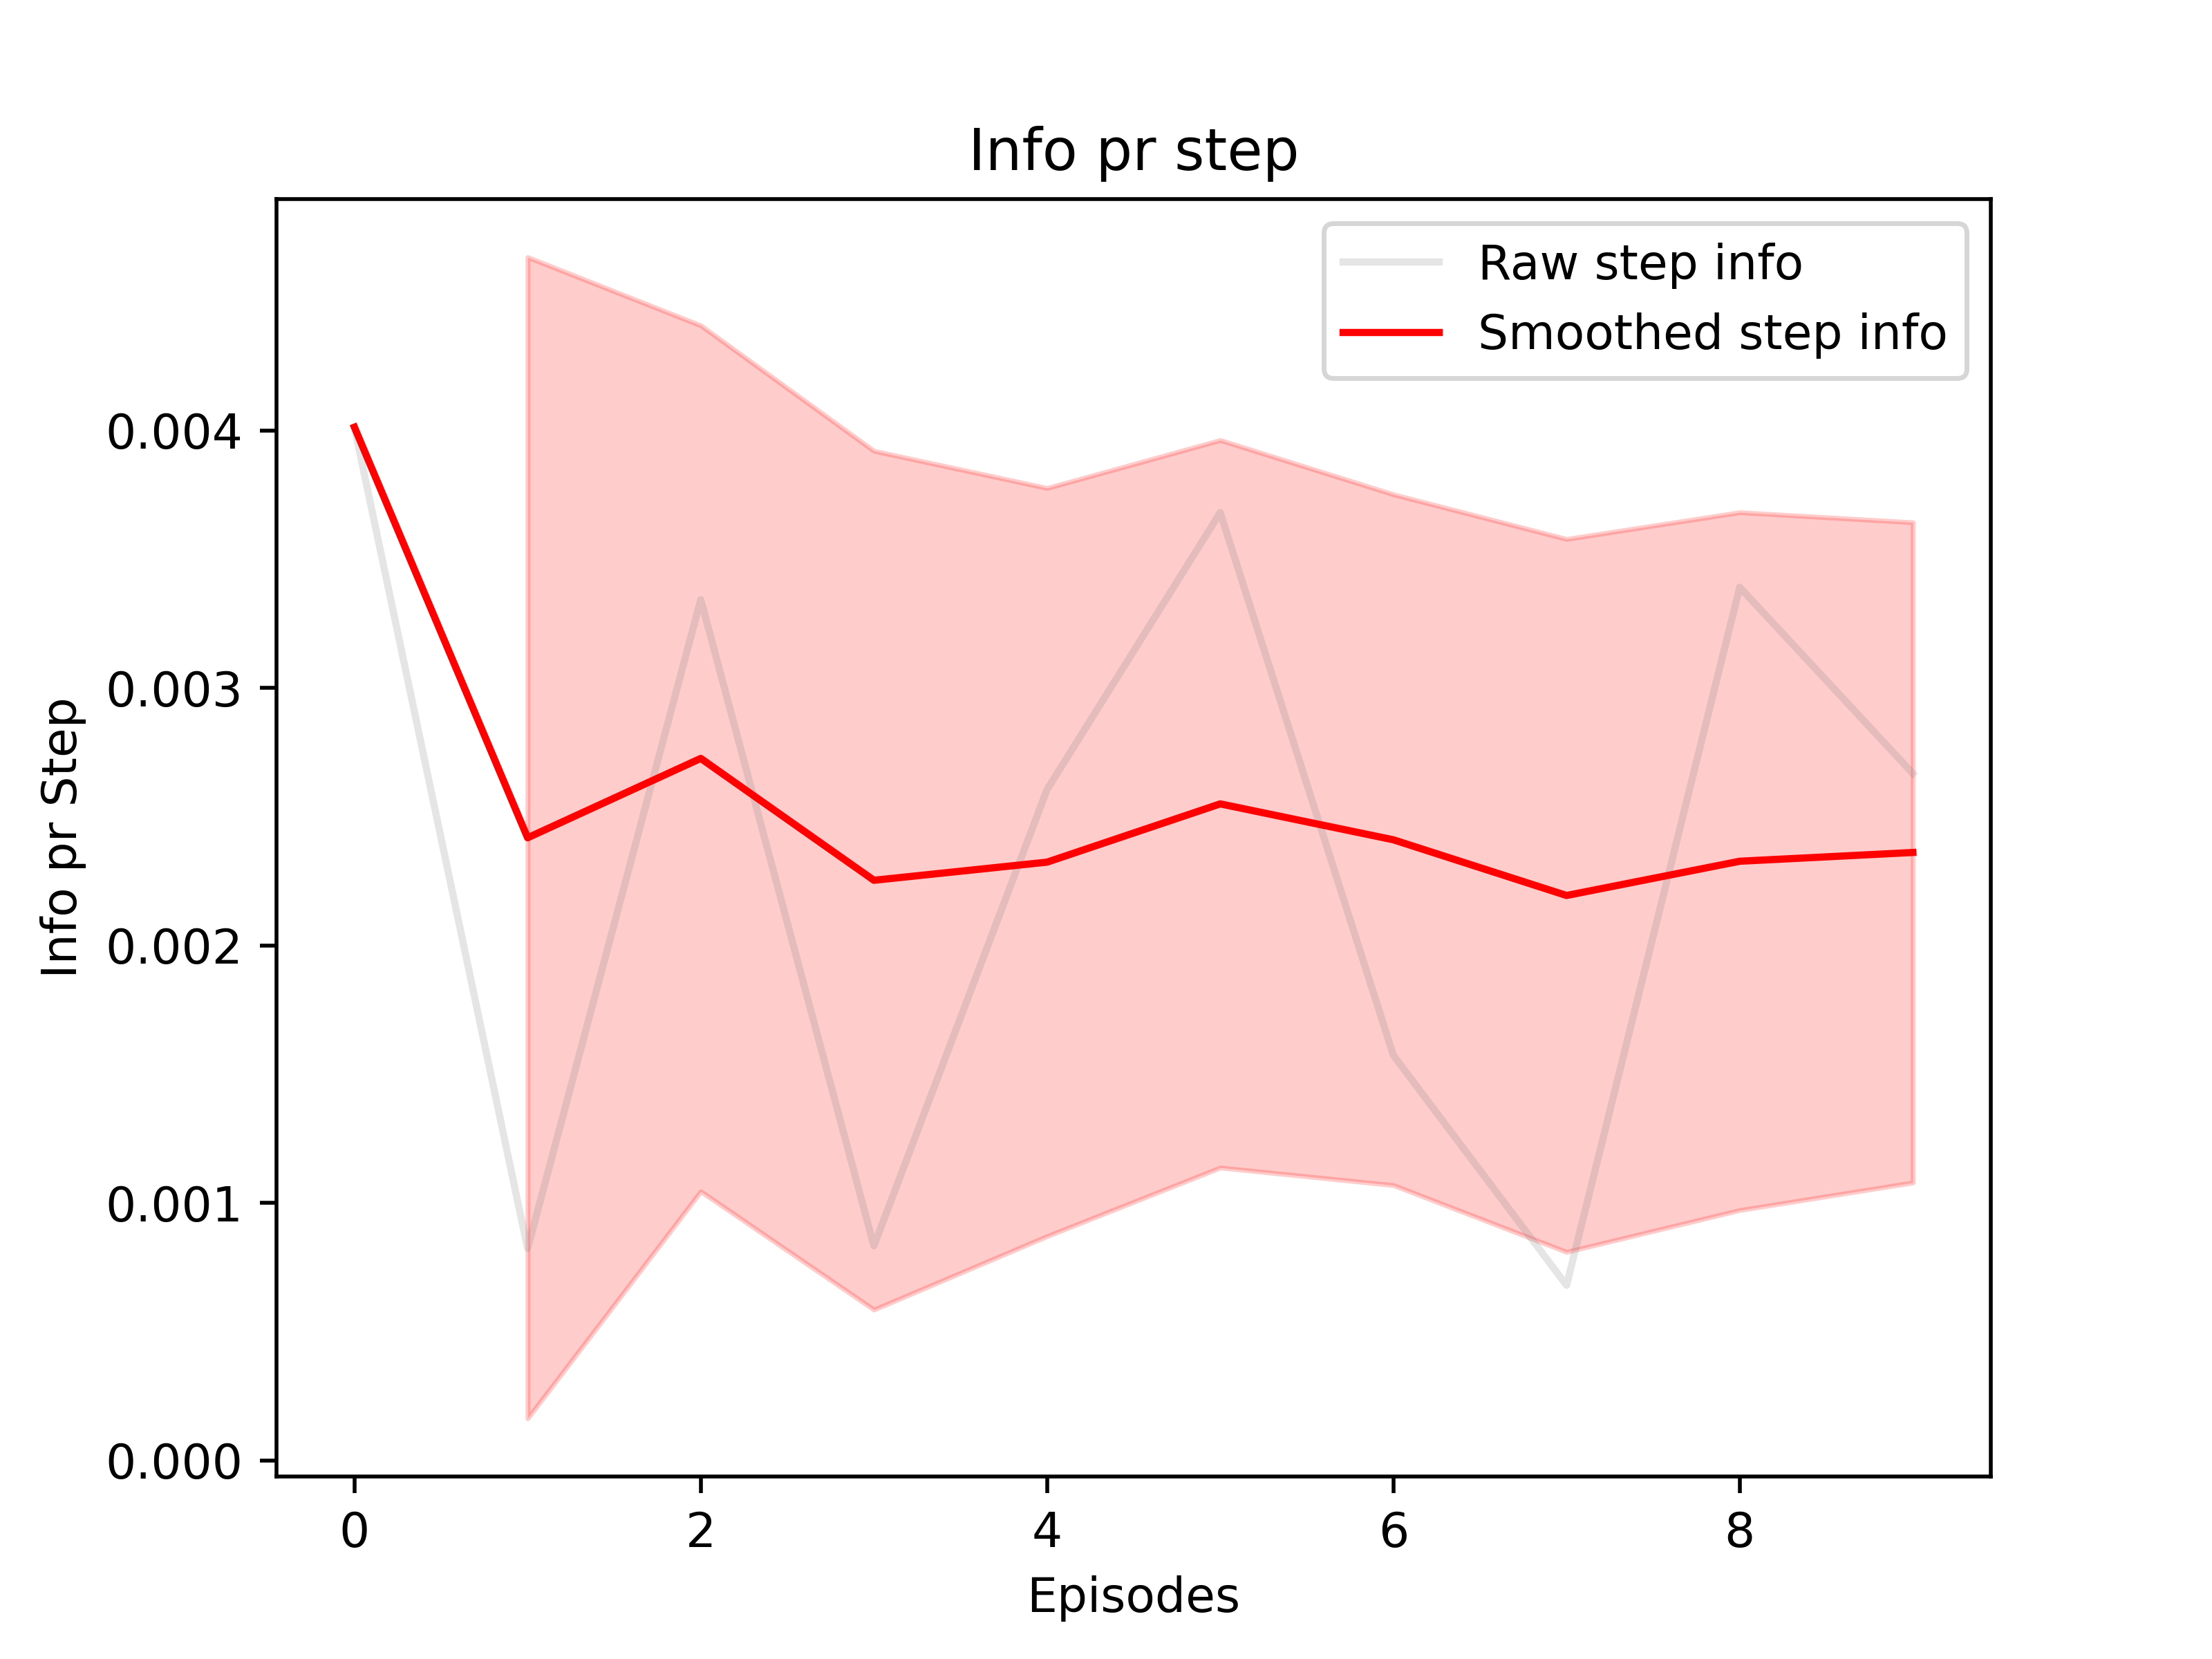 Info pr step
Raw step info
Smoothed step info
0.004
0.003
0.002
0.001
0.000
Info pr Step
0 2 4 6 8
Episodes